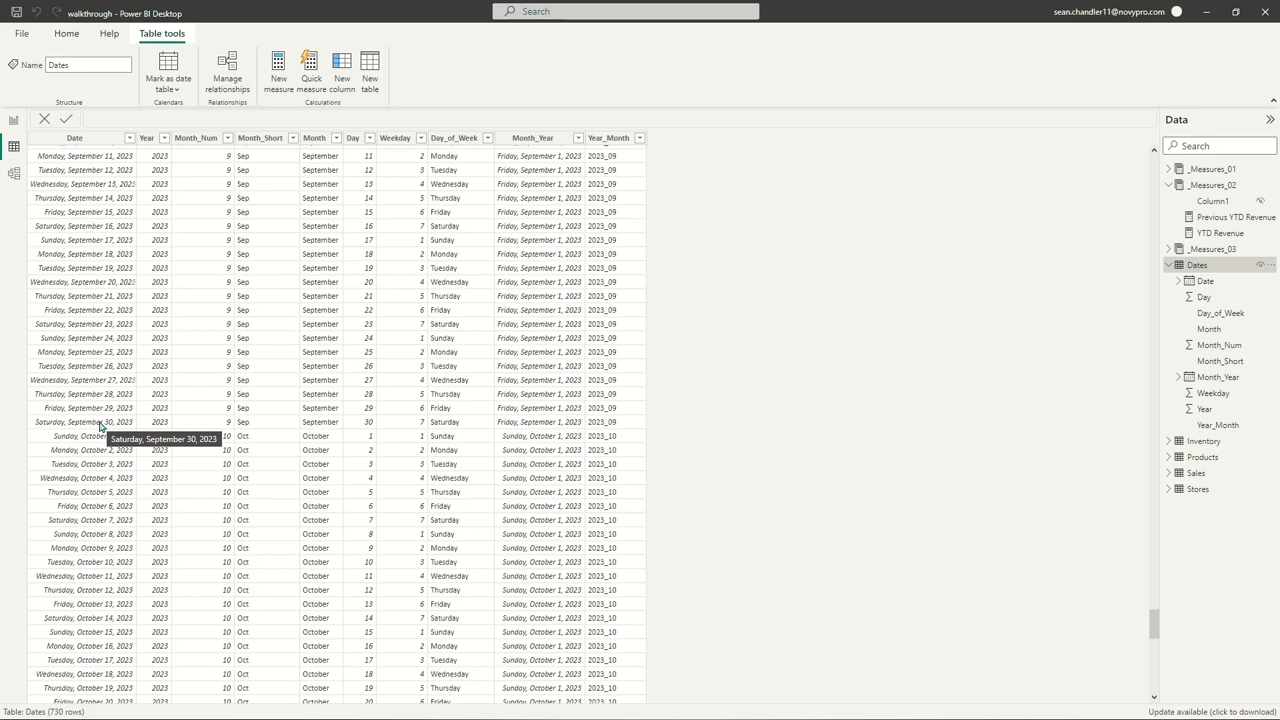 walkthrough - Power BI Desktop
Search
sean.chandler11@novypro.com
File Home Help Table tools
Name Dates
Mark as date table
Manage relationships
New measure
Quick measure
New column
New table
Structure Calendars Relationships Calculations
Date Year Month_Num Month_Short Month Day Weekday Day_of_Week Month_Year Year_Month
Monday, September 11, 2023 2023 9 Sep September 11 2 Monday Friday, September 1, 2023 2023_09
Tuesday, September 12, 2023 2023 9 Sep September 12 3 Tuesday Friday, September 1, 2023 2023_09
Wednesday, September 13, 2023 2023 9 Sep September 13 4 Wednesday Friday, September 1, 2023 2023_09
Thursday, September 14, 2023 2023 9 Sep September 14 5 Thursday Friday, September 1, 2023 2023_09
Friday, September 15, 2023 2023 9 Sep September 15 6 Friday Friday, September 1, 2023 2023_09
Saturday, September 16, 2023 2023 9 Sep September 16 7 Saturday Friday, September 1, 2023 2023_09
Sunday, September 17, 2023 2023 9 Sep September 17 1 Sunday Friday, September 1, 2023 2023_09
Monday, September 18, 2023 2023 9 Sep September 18 2 Monday Friday, September 1, 2023 2023_09
Tuesday, September 19, 2023 2023 9 Sep September 19 3 Tuesday Friday, September 1, 2023 2023_09
Wednesday, September 20, 2023 2023 9 Sep September 20 4 Wednesday Friday, September 1, 2023 2023_09
Thursday, September 21, 2023 2023 9 Sep September 21 5 Thursday Friday, September 1, 2023 2023_09
Friday, September 22, 2023 2023 9 Sep September 22 6 Friday Friday, September 1, 2023 2023_09
Saturday, September 23, 2023 2023 9 Sep September 23 7 Saturday Friday, September 1, 2023 2023_09
Sunday, September 24, 2023 2023 9 Sep September 24 1 Sunday Friday, September 1, 2023 2023_09
Monday, September 25, 2023 2023 9 Sep September 25 2 Monday Friday, September 1, 2023 2023_09
Tuesday, September 26, 2023 2023 9 Sep September 26 3 Tuesday Friday, September 1, 2023 2023_09
Wednesday, September 27, 2023 2023 9 Sep September 27 4 Wednesday Friday, September 1, 2023 2023_09
Thursday, September 28, 2023 2023 9 Sep September 28 5 Thursday Friday, September 1, 2023 2023_09
Friday, September 29, 2023 2023 9 Sep September 29 6 Friday Friday, September 1, 2023 2023_09
Saturday, September 30, 2023 2023 9 Sep September 30 7 Saturday Friday, September 1, 2023 2023_09
Saturday, September 30, 2023
Sunday, 10 Oct October 1 1 Sunday Sunday, October 1, 2023 2023_10
Monday, October 2, 2023 2023 10 Oct October 2 2 Monday Sunday, October 1, 2023 2023_10
Tuesday, October 3, 2023 2023 10 Oct October 3 3 Tuesday Sunday, October 1, 2023 2023_10
Wednesday, October 4, 2023 2023 10 Oct October 4 4 Wednesday Sunday, October 1, 2023 2023_10
Thursday, October 5, 2023 2023 10 Oct October 5 5 Thursday Sunday, October 1, 2023 2023_10
Friday, October 6, 2023 2023 10 Oct October 6 6 Friday Sunday, October 1, 2023 2023_10
Saturday, October 7, 2023 2023 10 Oct October 7 7 Saturday Sunday, October 1, 2023 2023_10
Sunday, October 8, 2023 2023 10 Oct October 8 1 Sunday Sunday, October 1, 2023 2023_10
Monday, October 9, 2023 2023 10 Oct October 9 2 Monday Sunday, October 1, 2023 2023_10
Tuesday, October 10, 2023 2023 10 Oct October 10 3 Tuesday Sunday, October 1, 2023 2023_10
Wednesday, October 11, 2023 2023 10 Oct October 11 4 Wednesday Sunday, October 1, 2023 2023_10
Thursday, October 12, 2023 2023 10 Oct October 12 5 Thursday Sunday, October 1, 2023 2023_10
Friday, October 13, 2023 2023 10 Oct October 13 6 Friday Sunday, October 1, 2023 2023_10
Saturday, October 14, 2023 2023 10 Oct October 14 7 Saturday Sunday, October 1, 2023 2023_10
Sunday, October 15, 2023 2023 10 Oct October 15 1 Sunday Sunday, October 1, 2023 2023_10
Monday, October 16, 2023 2023 10 Oct October 16 2 Monday Sunday, October 1, 2023 2023_10
Tuesday, October 17, 2023 2023 10 Oct October 17 3 Tuesday Sunday, October 1, 2023 2023_10
Wednesday, October 18, 2023 2023 10 Oct October 18 4 Wednesday Sunday, October 1, 2023 2023_10
Thursday, October 19, 2023 2023 10 Oct October 19 5 Thursday Sunday, October 1, 2023 2023_10
Friday, October 20, 2023 2023 10 Oct October 20 6 Friday Sunday, October 1, 2023 2023_10
Data
Search
_Measures_01
_Measures_02
Column1
Previous YTD Revenue
YTD Revenue
_Measures_03
Dates
Date
Day
Day_of_Week
Month
Month_Num
Month_Short
Month_Year
Weekday
Year
Year_Month
Inventory
Products
Sales
Stores
Table: Dates (730 rows)
Update available (click to download)